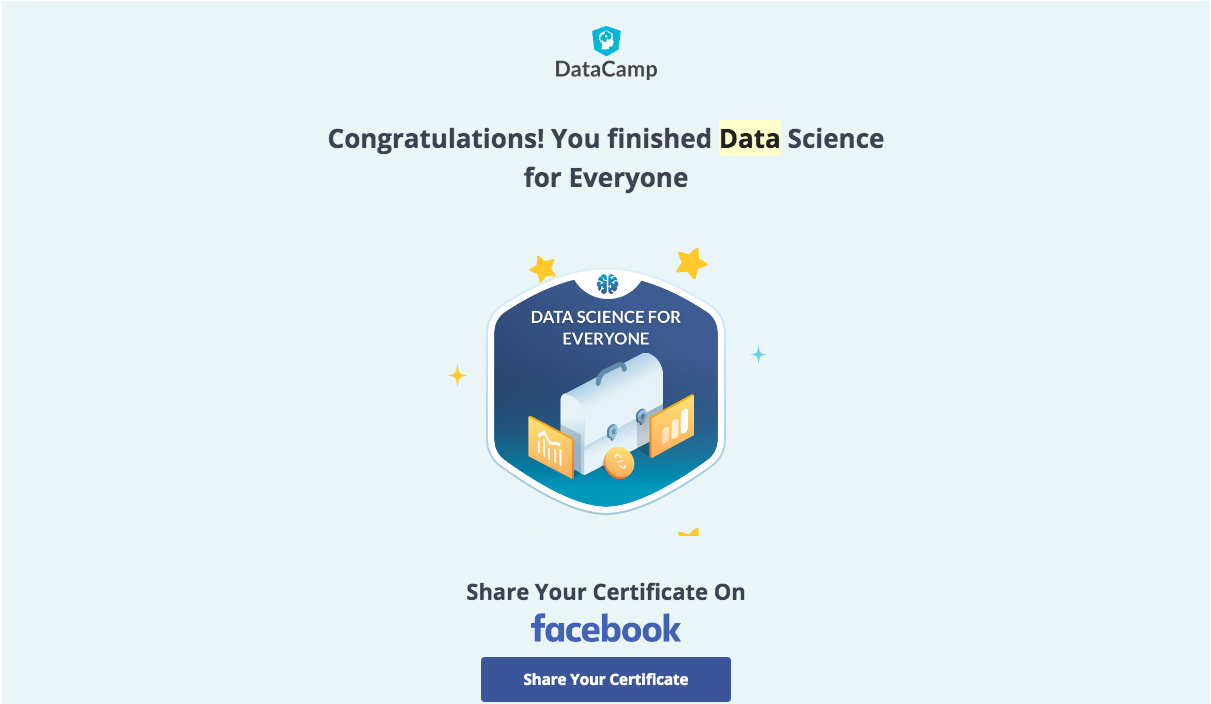 DataCamp
Congratulations! You finished Data Science
for Everyone
DATA SCIENCE FOR
EVERYONE
Share Your Certificate On
facebook
Share Your Certificate